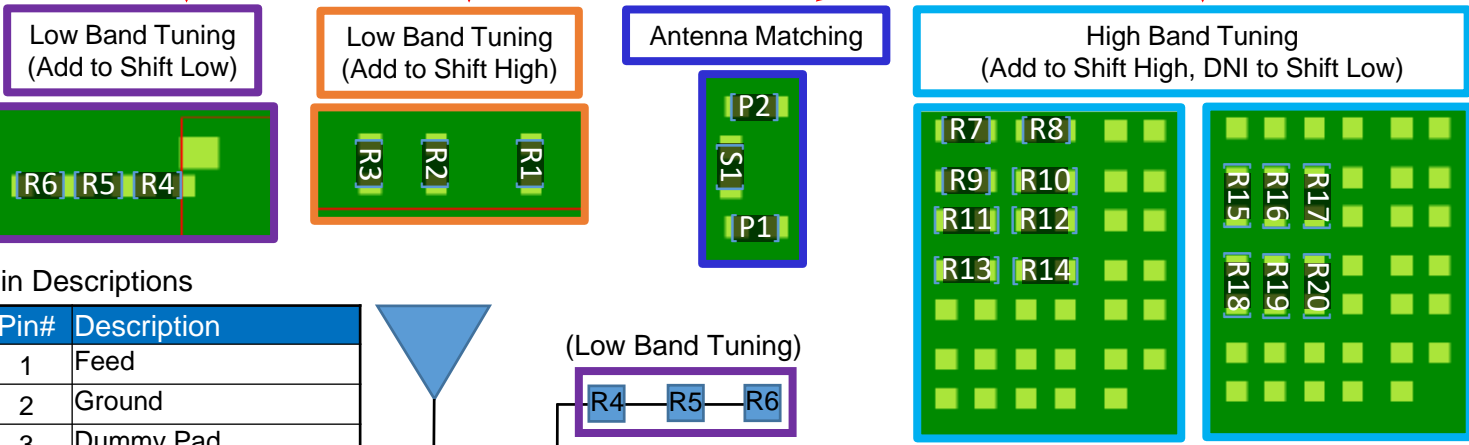 Low Band Tuning
(Add to Shift Low)
Low Band Tuning
(Add to Shift High)
Antenna Matching
High Band Tuning
(Add to Shift High, DNI to Shift Low)
R6 R5 R4
R3 R2 R1
P2
S1
P1
R7 R8
R9 R10
R11 R12
R13 R14
R15 R16 R17
R18 R19 R20
in Descriptions
Pin# Description
1 Feed
2 Ground
3 Dummy Pad
(Low Band Tuning)
R4 R5 R6